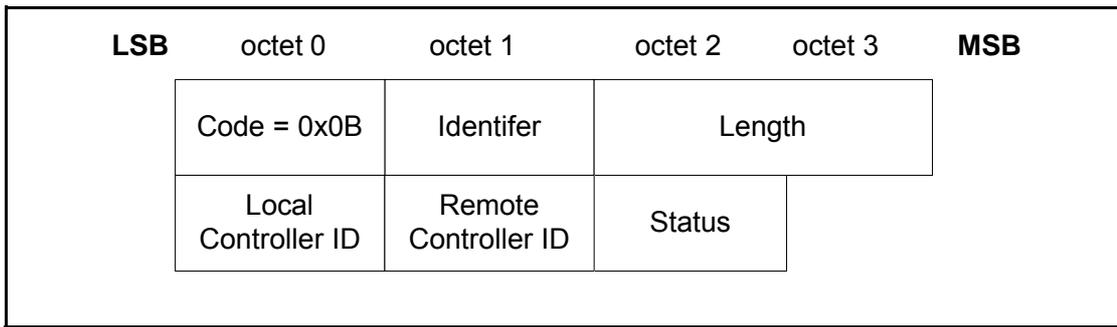 LSB octet 0 octet 1 octet 2 octet 3 MSB
Code = 0x0B Identifer Length
Local Controller ID Remote Controller ID Status